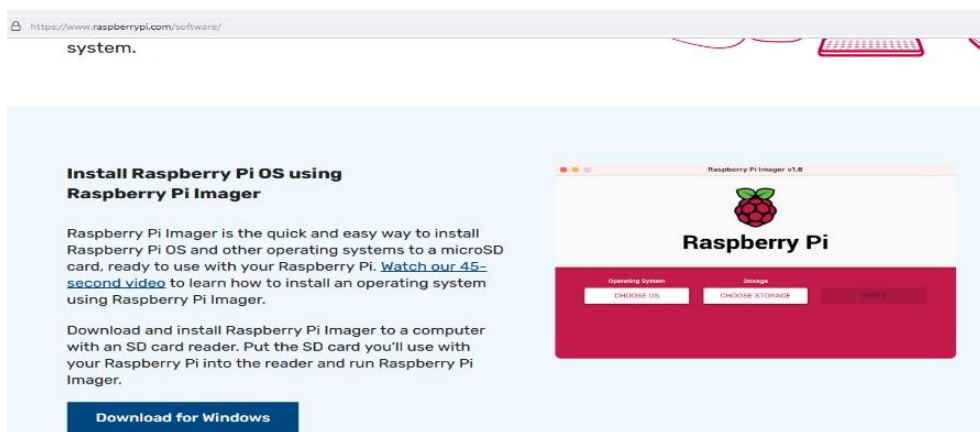 https://www.raspberrypi.com/software/
system.
Install Raspberry Pi OS using
Raspberry Pi Imager
Raspberry Pi Imager is the quick and easy way to install
Raspberry Pi OS and other operating systems to a microSD
card, ready to use with your Raspberry Pi. Watch our 45-
second video to learn how to install an operating system
using Raspberry Pi Imager.
Download and install Raspberry Pi Imager to a computer
with an SD card reader. Put the SD card you'll use with
your Raspberry Pi into the reader and run Raspberry Pi
Imager.
Download for Windows
Raspberry Pi Imager v1.6
Raspberry Pi
Operating System Storage
CHOOSE OS CHOOSE STORAGE WRITE